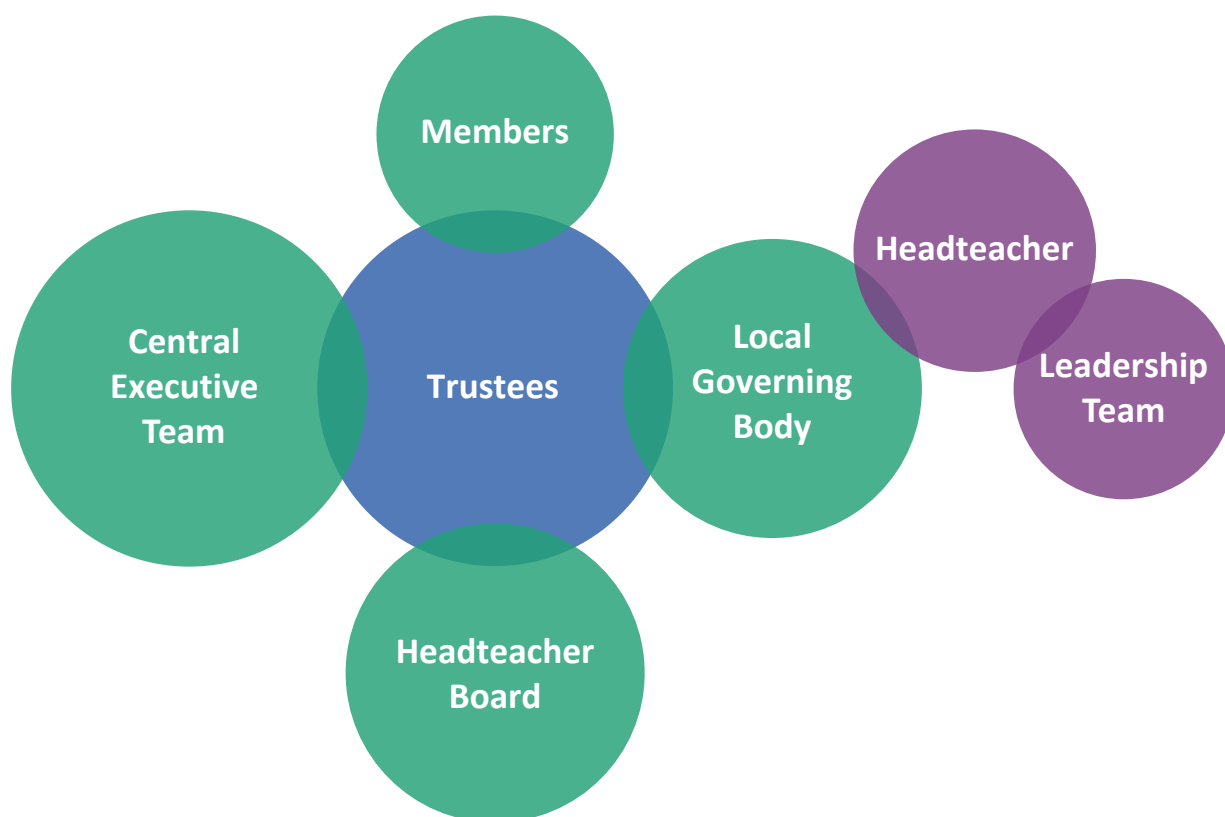 Members
Headteacher
Central
Executive
Team
Trustees
Local
Governing
Body
Leadership
Team
Headteacher
Board